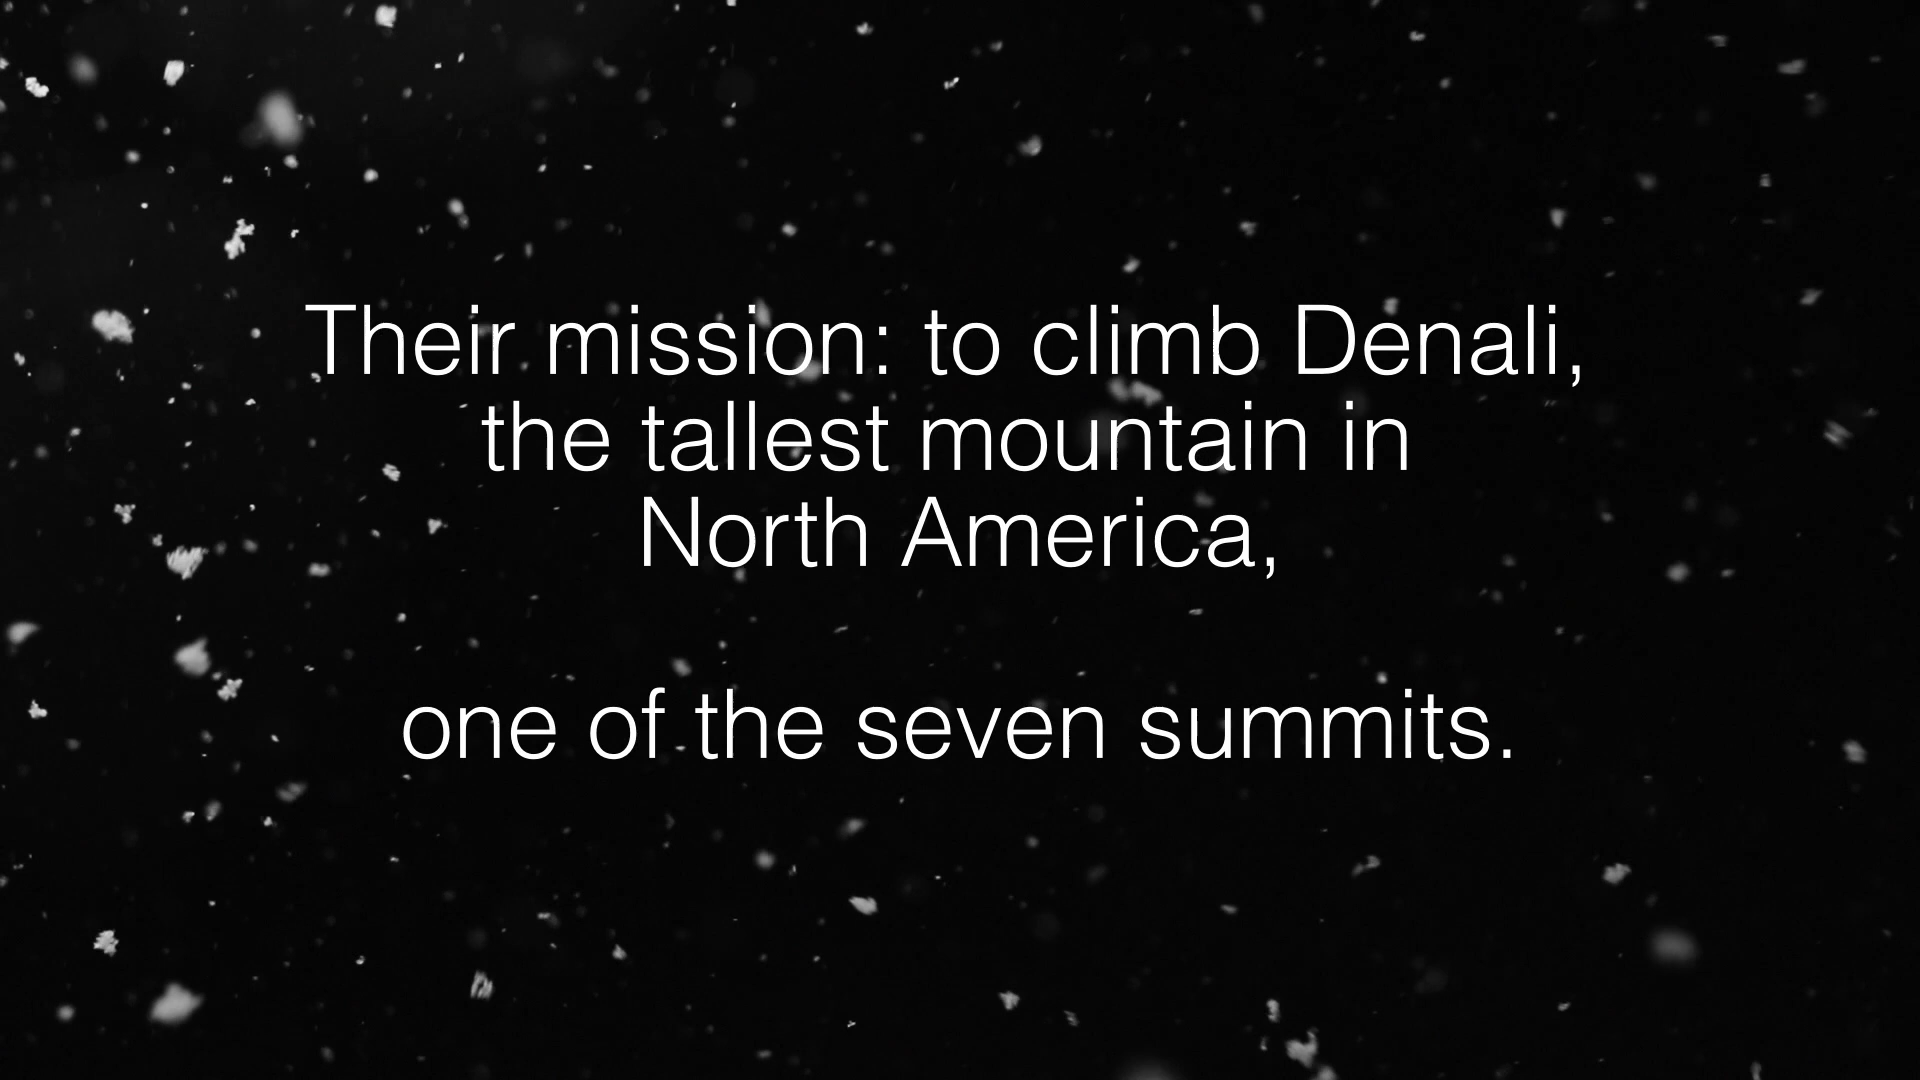 Their mission: to climb Denali,
the tallest mountain in
North America,
one of the seven summits.